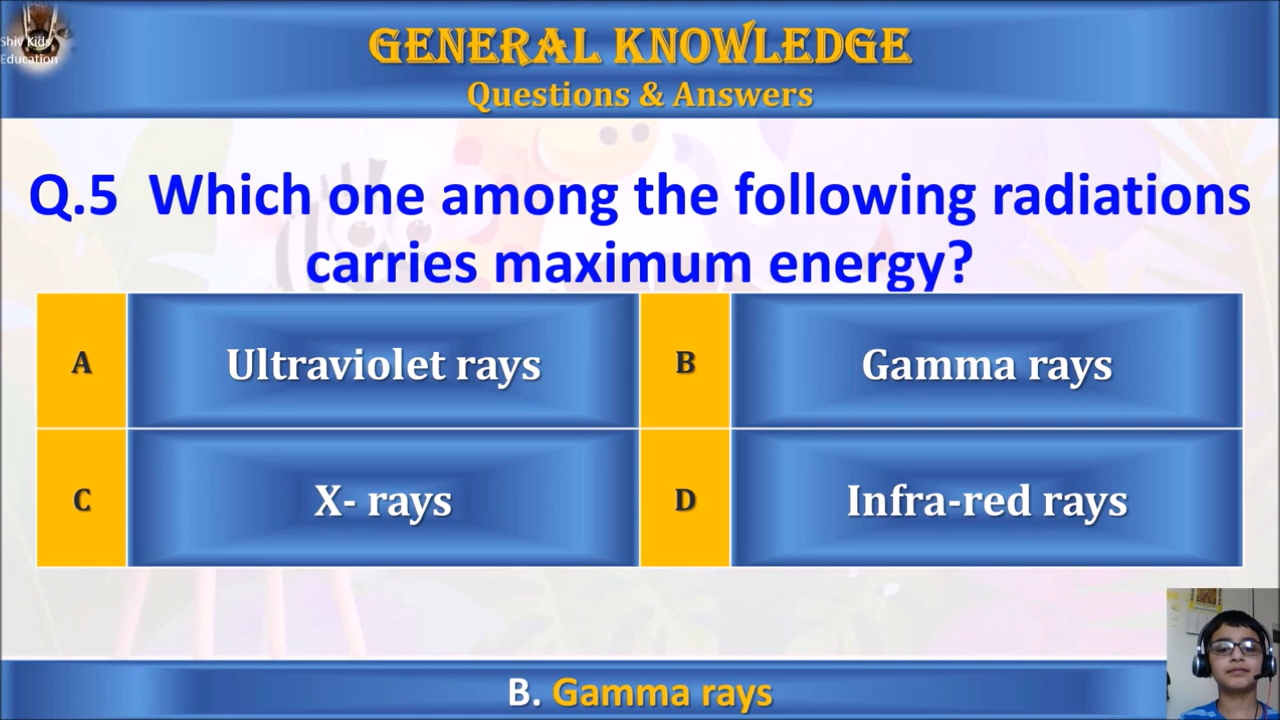 Shiv Kids
Education
GENERAL KNOWLEDGE
Questions & Answers
Q.5 Which one among the following radiations
carries maximum energy?
A Ultraviolet rays B Gamma rays
C X- rays D Infra-red rays
B. Gamma rays